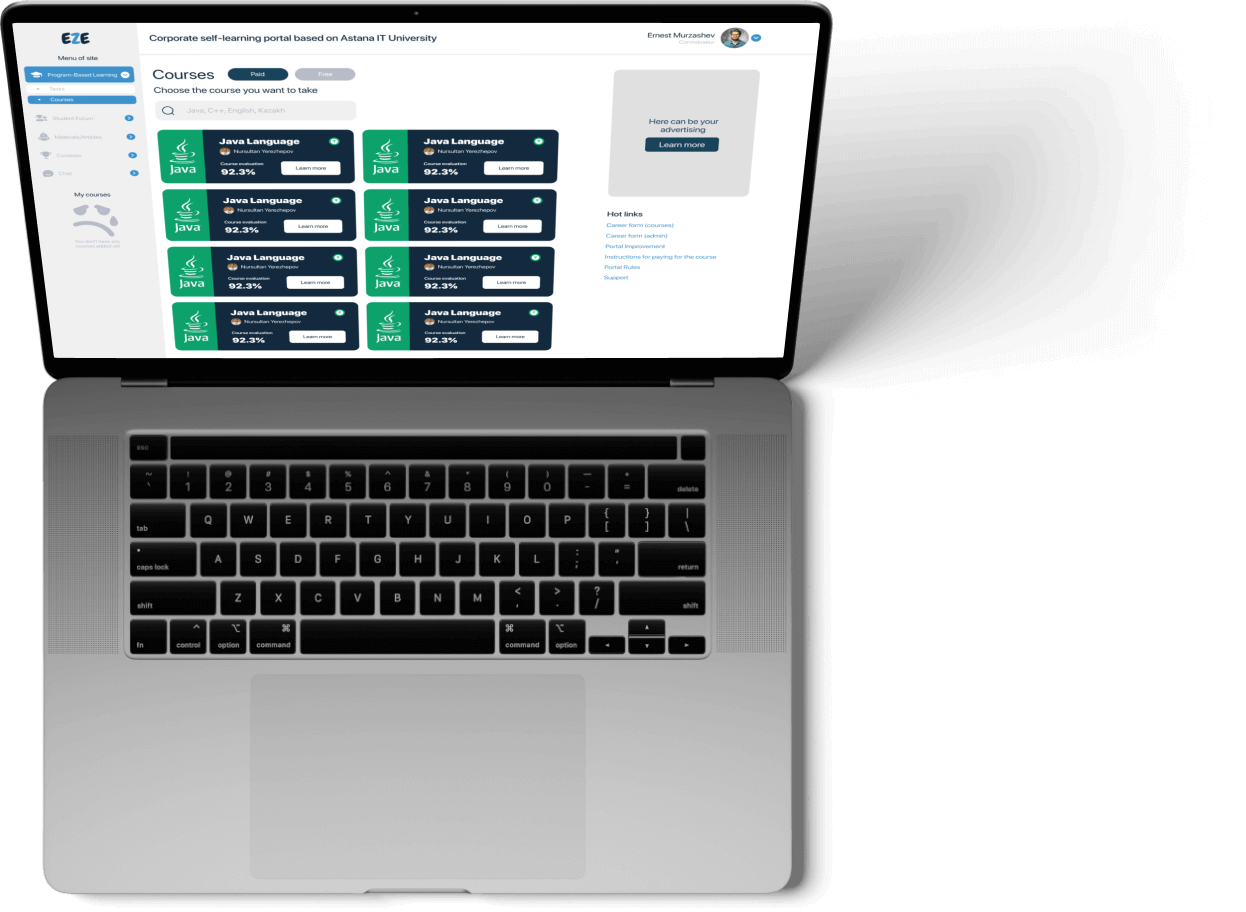 EZE
Menu of site
Program-Based Learning
Tasks
Courses
Student Forum
Materials/Articles
Contests
Chat
My courses
You don't have any
courses added yet
Corporate self-learning portal based on Astana IT University
Ernest Murzashev
Courses
Paid
Free
Choose the course you want to take
Java, C++, English, Kazakh
Java
Java Language
Nursultan Yerezhepov
Course evaluation
92.3%
Learn more
Java
Java Language
Nursultan Yerezhepov
Course evaluation
92.3%
Learn more
Java
Java Language
Nursultan Yerezhepov
Course evaluation
92.3%
Learn more
Java
Java Language
Nursultan Yerezhepov
Course evaluation
92.3%
Learn more
Java
Java Language
Nursultan Yerezhepov
Course evaluation
92.3%
Learn more
Java
Java Language
Nursultan Yerezhepov
Course evaluation
92.3%
Learn more
Java
Java Language
Nursultan Yerezhepov
Course evaluation
92.3%
Learn more
Java
Java Language
Nursultan Yerezhepov
Course evaluation
92.3%
Learn more
Here can be your
advertising
Learn more
Hot links
Career form (courses)
Career form (admin)
Portal Improvement
Instructions for paying for the course
Portal Rules
Support
esc
~ ! @ # $ % ^ & * ( ) — +
` 1 2 3 4 5 6 7 8 9 0 - = delete
tab Q W E R T Y U I O P { [ } ] | \
caps lock A S D F G H J K L : ; " ' return
shift Z X C V B N M < , > . ? / shift
fn ^ control ⌥ option ⌘ command ⌘ command ⌥ option ◄ ▲ ▼ ►